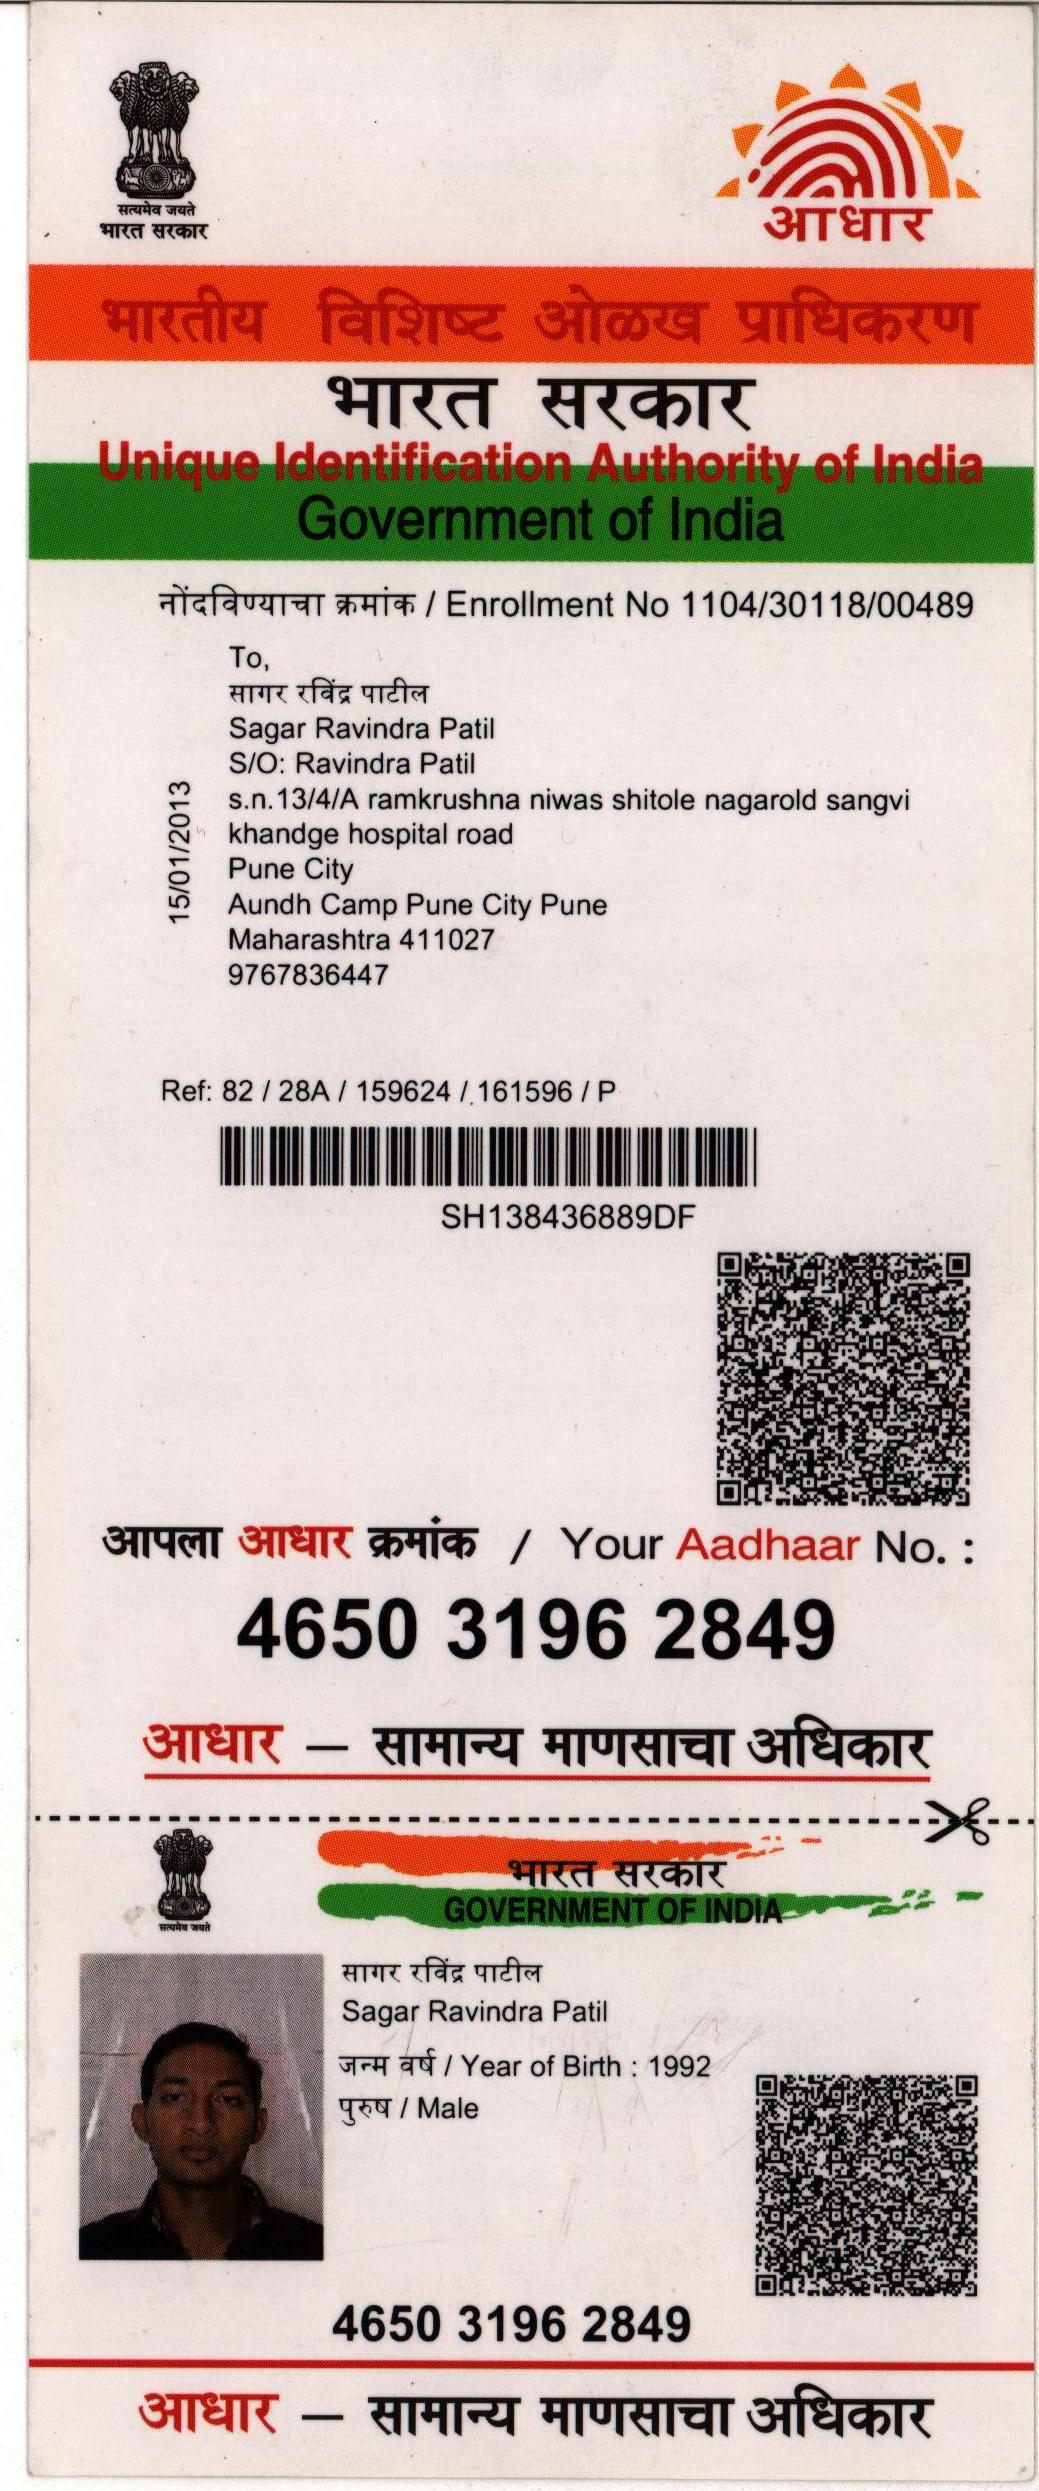 सत्यमेव जयते
भारत सरकार
आधार
भारतीय विशिष्ट ओळख प्राधिकरण
भारत सरकार
Unique Identification Authority of India
Government of India
नोंदविण्याचा क्रमांक / Enrollment No 1104/30118/00489
To,
सागर रविंद्र पाटील
Sagar Ravindra Patil
S/O: Ravindra Patil
s.n.13/4/A ramkrushna niwas shitole nagarold sangvi
khandge hospital road
Pune City
Aundh Camp Pune City Pune
Maharashtra 411027
9767836447
15/01/2013
Ref: 82 / 28A / 159624 / 161596 / P
SH138436889DF
आपला आधार क्रमांक / Your Aadhaar No. :
4650 3196 2849
आधार – सामान्य माणसाचा अधिकार
सत्यमेव जयते
भारत सरकार
GOVERNMENT OF INDIA
सागर रविंद्र पाटील
Sagar Ravindra Patil
जन्म वर्ष / Year of Birth : 1992
पुरुष / Male
4650 3196 2849
आधार – सामान्य माणसाचा अधिकार